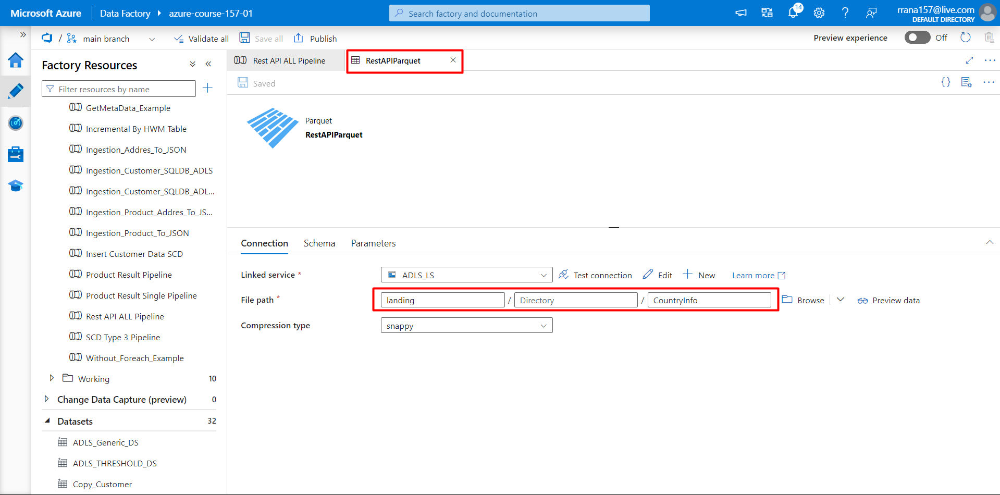 Microsoft Azure
Data Factory
azure-course-157-01
Search factory and documentation
14
rrana157@live.com
DEFAULT DIRECTORY
/
main branch
Validate all
Save all
Publish
Preview experience
Off
Factory Resources
Filter resources by name
GetMetaData_Example
Incremental By HWM Table
Ingestion_Addres_To_JSON
Ingestion_Customer_SQLDB_ADLS
Ingestion_Customer_SQLDB_ADL...
Ingestion_Product_Addres_To_JS...
Ingestion_Product_To_JSON
Insert Customer Data SCD
Product Result Pipeline
Product Result Single Pipeline
Rest API ALL Pipeline
SCD Type 3 Pipeline
Without_Foreach_Example
Working 10
Change Data Capture (preview) 0
Datasets 32
ADLS_Generic_DS
ADLS_THRESHOLD_DS
Copy_Customer
Rest API ALL Pipeline
RestAPIParquet
Saved
{}
Parquet
RestAPIParquet
Connection
Schema
Parameters
Linked service *
ADLS_LS
Test connection
Edit
New
Learn more
File path *
landing / Directory / CountryInfo
Browse
Preview data
Compression type
snappy